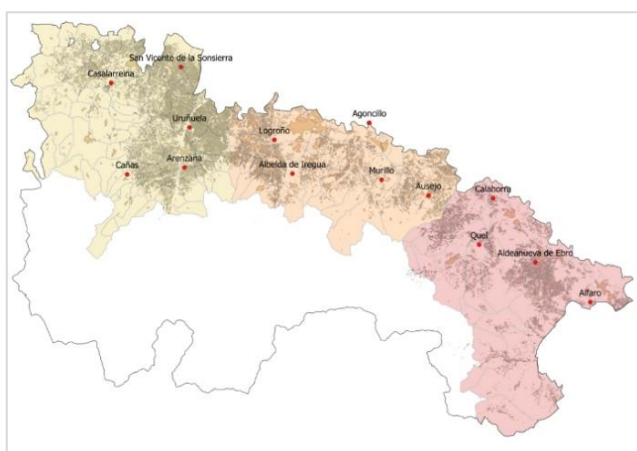 San Vicente de la Sonsierra
Casalarreina
Agoncillo
Uruñuela
Logroño
Cañas
Arenzana
Albelda de Iregua
Murillo
Ausejo
Calahorra
Quel
Aldeanueva de Ebro
Alfaro